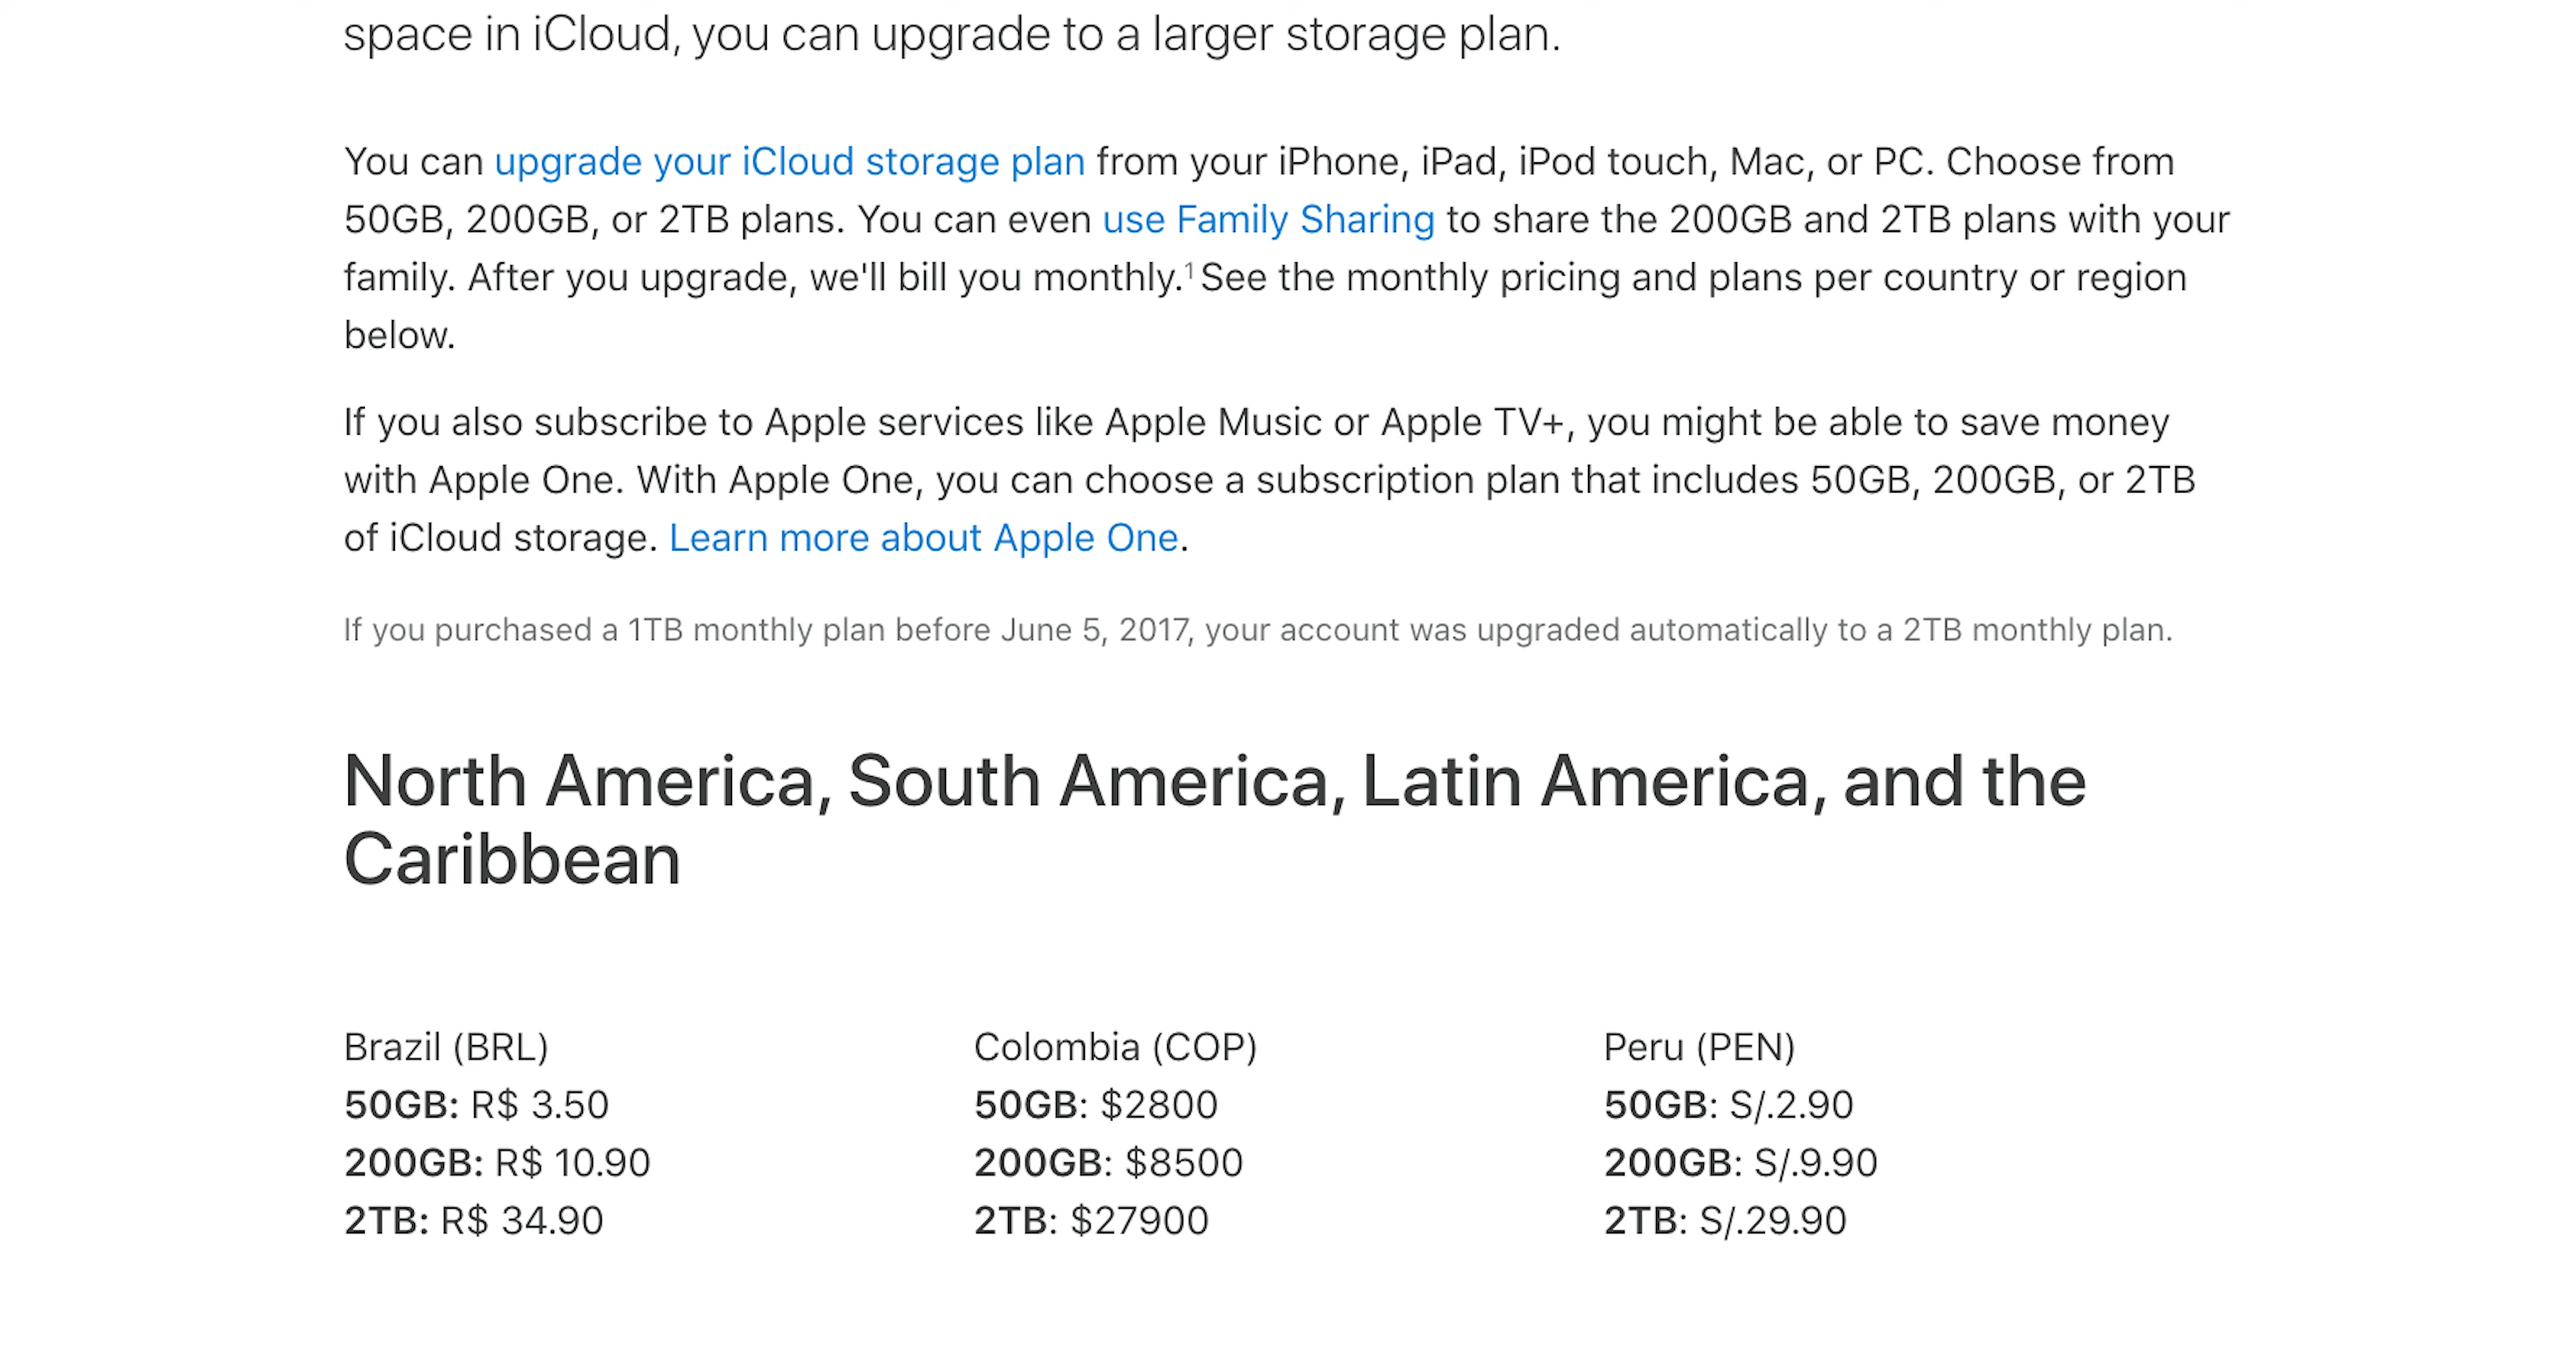 space in iCloud, you can upgrade to a larger storage plan.
You can upgrade your iCloud storage plan from your iPhone, iPad, iPod touch, Mac, or PC. Choose from
50GB, 200GB, or 2TB plans. You can even use Family Sharing to share the 200GB and 2TB plans with your
family. After you upgrade, we'll bill you monthly.¹ See the monthly pricing and plans per country or region
below.
If you also subscribe to Apple services like Apple Music or Apple TV+, you might be able to save money
with Apple One. With Apple One, you can choose a subscription plan that includes 50GB, 200GB, or 2TB
of iCloud storage. Learn more about Apple One.
If you purchased a 1TB monthly plan before June 5, 2017, your account was upgraded automatically to a 2TB monthly plan.
North America, South America, Latin America, and the
Caribbean
Brazil (BRL)
50GB: R$ 3.50
200GB: R$ 10.90
2TB: R$ 34.90
Colombia (COP)
50GB: $2800
200GB: $8500
2TB: $27900
Peru (PEN)
50GB: S/.2.90
200GB: S/.9.90
2TB: S/.29.90